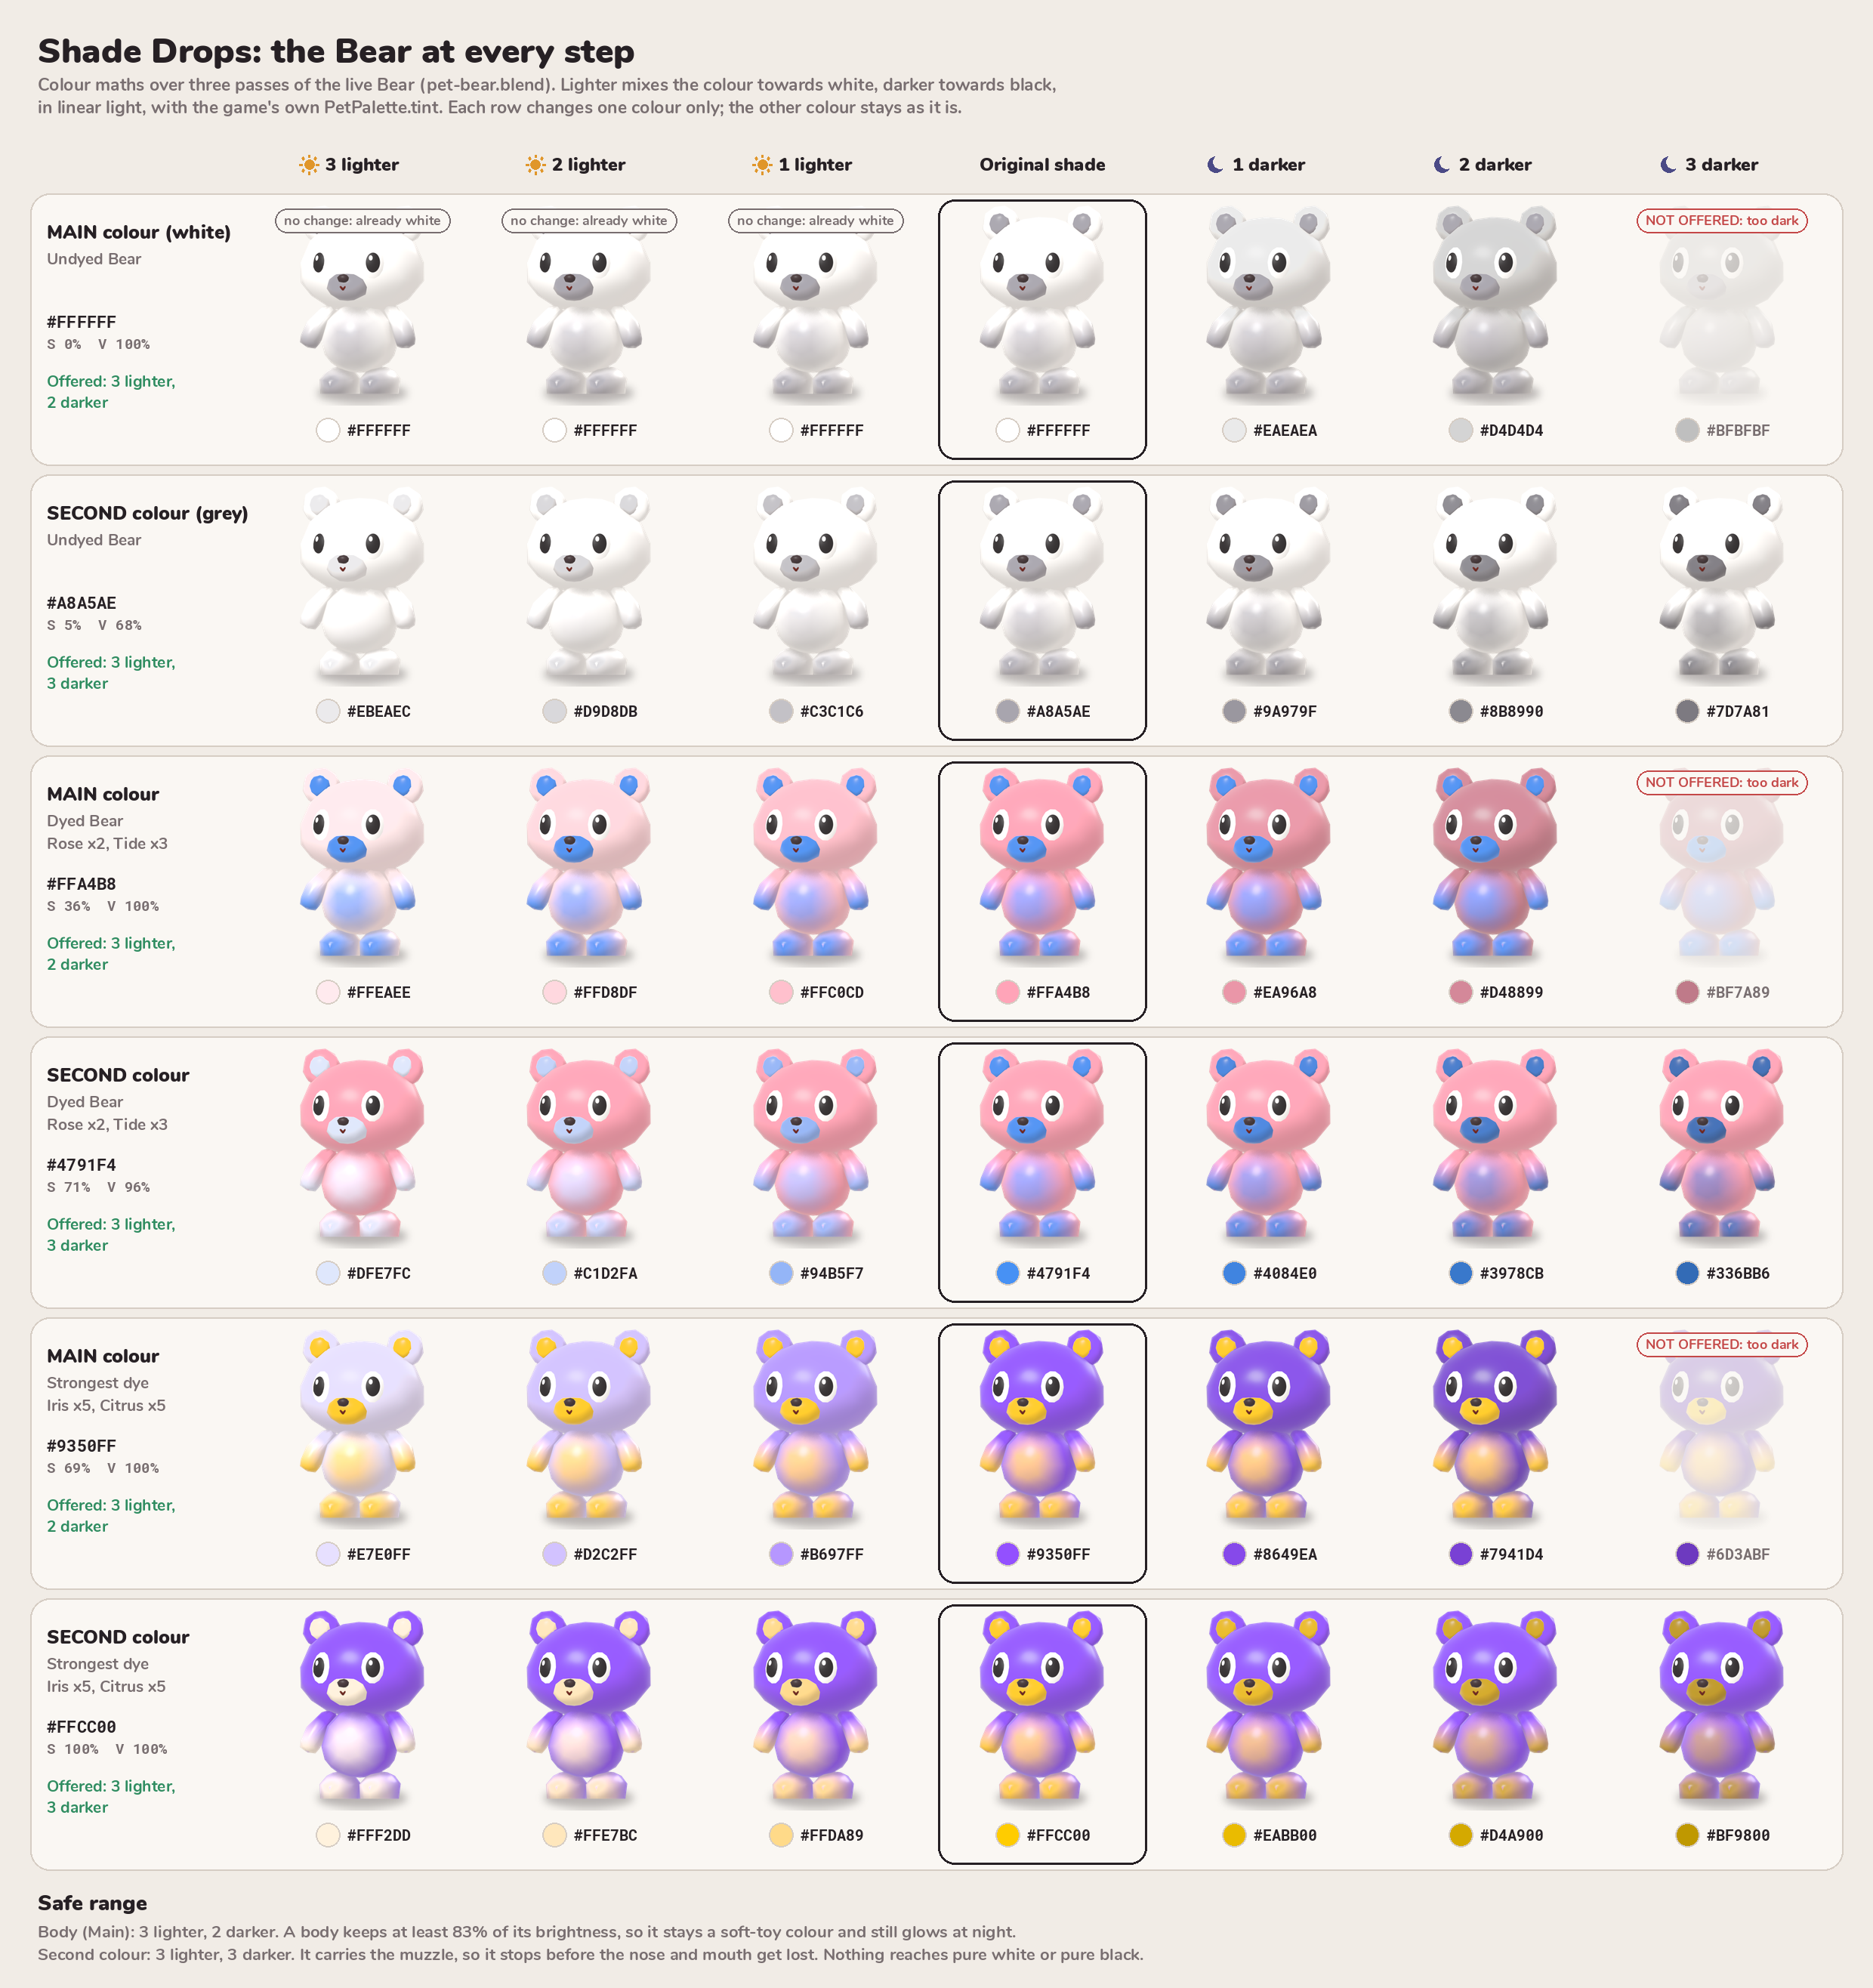 Shade Drops: the Bear at every step
Colour maths over three passes of the live Bear (pet-bear.blend). Lighter mixes the colour towards white, darker towards black,
in linear light, with the game's own PetPalette.tint. Each row changes one colour only; the other colour stays as it is.
3 lighter
2 lighter
1 lighter
Original shade
1 darker
2 darker
3 darker
MAIN colour (white)
Undyed Bear
#FFFFFF
S 0% V 100%
Offered: 3 lighter,
2 darker
no change: already white
no change: already white
no change: already white
NOT OFFERED: too dark
#FFFFFF
#FFFFFF
#FFFFFF
#FFFFFF
#EAEAEA
#D4D4D4
#BFBFBF
SECOND colour (grey)
Undyed Bear
#A8A5AE
S 5% V 68%
Offered: 3 lighter,
3 darker
#EBEAEC
#D9D8DB
#C3C1C6
#A8A5AE
#9A979F
#8B8990
#7D7A81
MAIN colour
Dyed Bear
Rose x2, Tide x3
#FFA4B8
S 36% V 100%
Offered: 3 lighter,
2 darker
NOT OFFERED: too dark
#FFEAEE
#FFD8DF
#FFC0CD
#FFA4B8
#EA96A8
#D48899
#BF7A89
SECOND colour
Dyed Bear
Rose x2, Tide x3
#4791F4
S 71% V 96%
Offered: 3 lighter,
3 darker
#DFE7FC
#C1D2FA
#94B5F7
#4791F4
#4084E0
#3978CB
#336BB6
MAIN colour
Strongest dye
Iris x5, Citrus x5
#9350FF
S 69% V 100%
Offered: 3 lighter,
2 darker
NOT OFFERED: too dark
#E7E0FF
#D2C2FF
#B697FF
#9350FF
#8649EA
#7941D4
#6D3ABF
SECOND colour
Strongest dye
Iris x5, Citrus x5
#FFCC00
S 100% V 100%
Offered: 3 lighter,
3 darker
#FFF2DD
#FFE7BC
#FFDA89
#FFCC00
#EABB00
#D4A900
#BF9800
Safe range
Body (Main): 3 lighter, 2 darker. A body keeps at least 83% of its brightness, so it stays a soft-toy colour and still glows at night.
Second colour: 3 lighter, 3 darker. It carries the muzzle, so it stops before the nose and mouth get lost. Nothing reaches pure white or pure black.